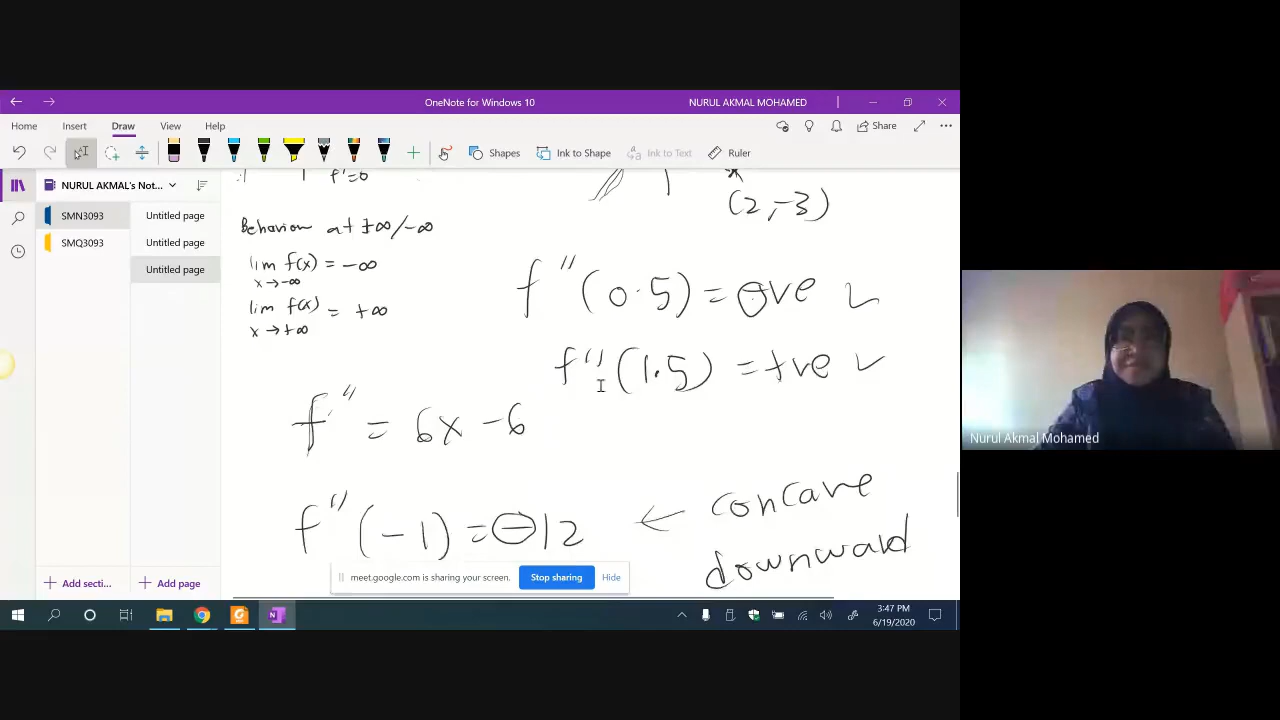 OneNote for Windows 10
NURUL AKMAL MOHAMED
Home Insert Draw View Help
Share
Shapes
Ink to Shape
Ink to Text
Ruler
NURUL AKMAL's Not...
SMN3093
SMQ3093
Untitled page
Untitled page
Untitled page
f'=0
(2,-3)
Behavior at +∞/-∞
lim f(x) = -∞
x→-∞
lim f(x) = +∞
x→+∞
f''(0.5) = -ve ✓
f''(1.5) = +ve ✓
f'' = 6x-6
f''(-1) = -12 ← concave
downward
Add secti...
Add page
meet.google.com is sharing your screen.
Stop sharing
Hide
3:47 PM
6/19/2020
Nurul Akmal Mohamed